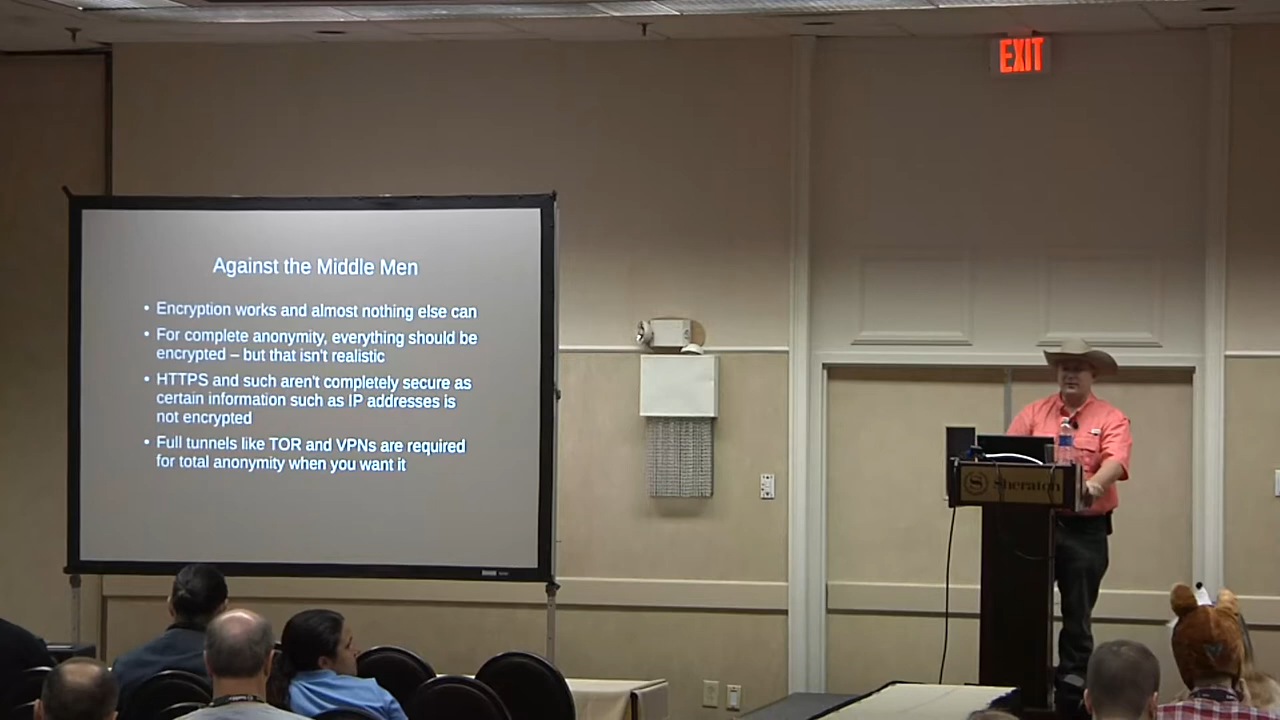 EXIT
Against the Middle Men
• Encryption works and almost nothing else can
• For complete anonymity, everything should be
encrypted – but that isn't realistic
• HTTPS and such aren't completely secure as
certain information such as IP addresses is
not encrypted
• Full tunnels like TOR and VPNs are required
for total anonymity when you want it
S Sheraton